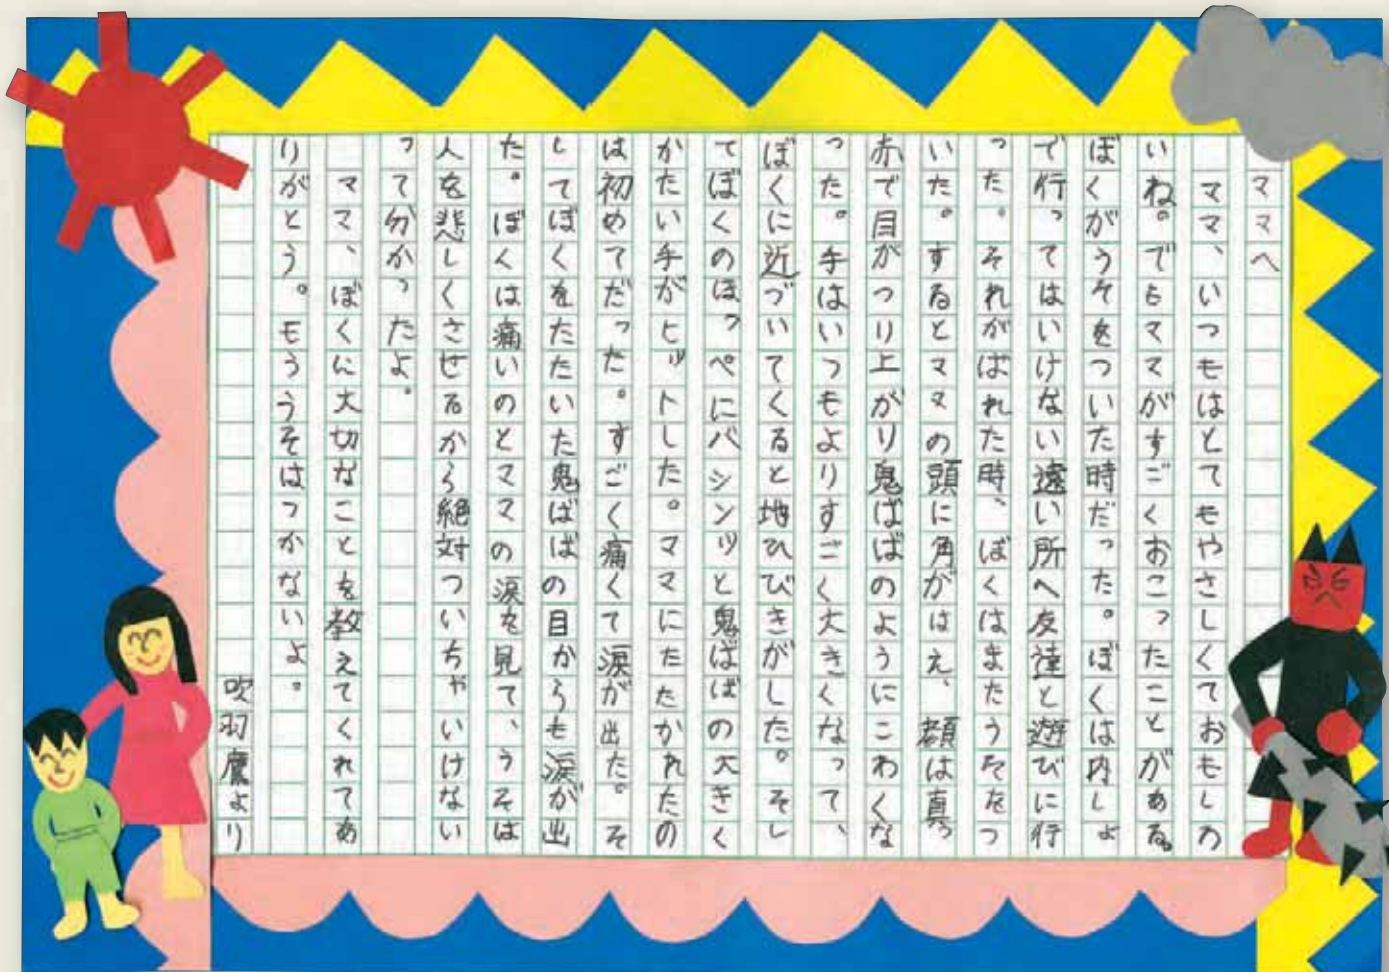 ママへ
ママ、いつもはとてもやさしくておもしろ
いね。でもママがすごくおこったことがある。
ぼくがうそをついた時だった。ぼくは内しょ
で行ってはいけない遠い所へ友達と遊びに行
った。それがばれた時、ぼくはまたうそをつ
いた。するとママの頭に角がはえ、顔は真っ
赤で目がつり上がり鬼ばばのようにこわくな
った。手はいつもよりすごく大きくなって、
ぼくに近づいてくると地ひびきがした。そし
てぼくのほっぺにバシンッと鬼ばばの大きく
かたい手がヒットした。ママにたたかれたの
は初めてだった。すごく痛くて涙が出た。そ
してぼくをたたいた鬼ばばの目からも涙が出
た。ぼくは痛いのとママの涙を見て、うそは
人を悲しくさせるから絶対ついちゃいけない
って分かったよ。
ママ、ぼくに大切なことを教えてくれてあ
りがとう。もううそはつかないよ。
吹羽鷹より